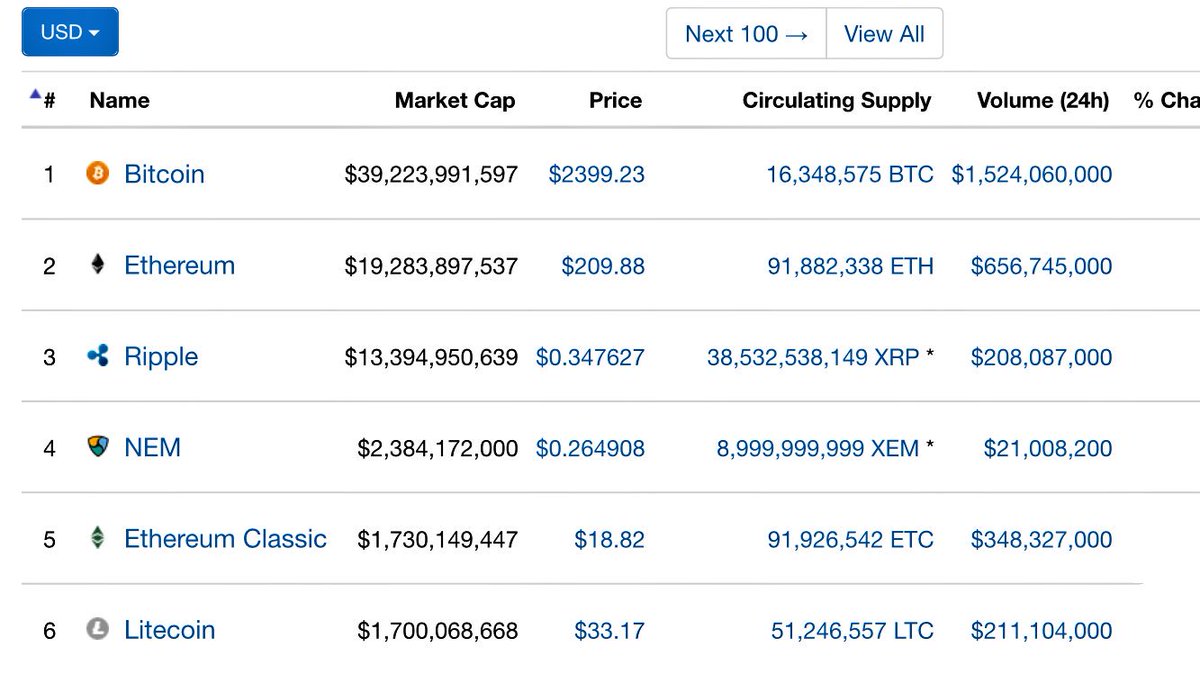 USD Next 100 → View All
# Name Market Cap Price Circulating Supply Volume (24h) % Cha
1 Bitcoin $39,223,991,597 $2399.23 16,348,575 BTC $1,524,060,000
2 Ethereum $19,283,897,537 $209.88 91,882,338 ETH $656,745,000
3 Ripple $13,394,950,639 $0.347627 38,532,538,149 XRP * $208,087,000
4 NEM $2,384,172,000 $0.264908 8,999,999,999 XEM * $21,008,200
5 Ethereum Classic $1,730,149,447 $18.82 91,926,542 ETC $348,327,000
6 Litecoin $1,700,068,668 $33.17 51,246,557 LTC $211,104,000